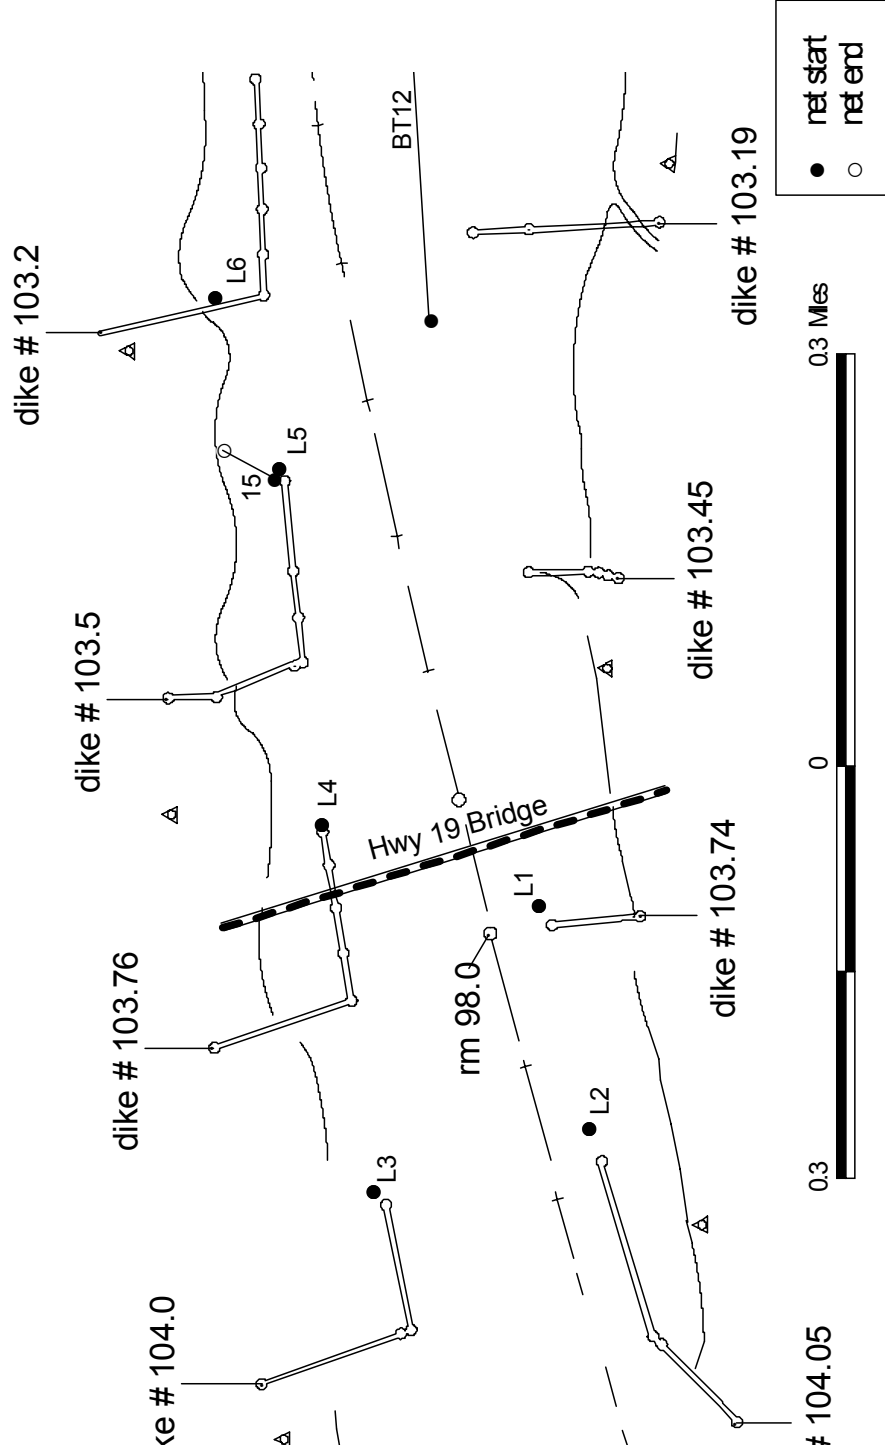 dike # 103.2
L6
BT12
dike # 103.19
net start
net end
0.3 Miles
15
L5
dike # 103.5
dike # 103.45
0
L4
Hwy 19 Bridge
L1
dike # 103.76
rm 98.0
dike # 103.74
L3
L2
0.3
ke # 104.0
# 104.05